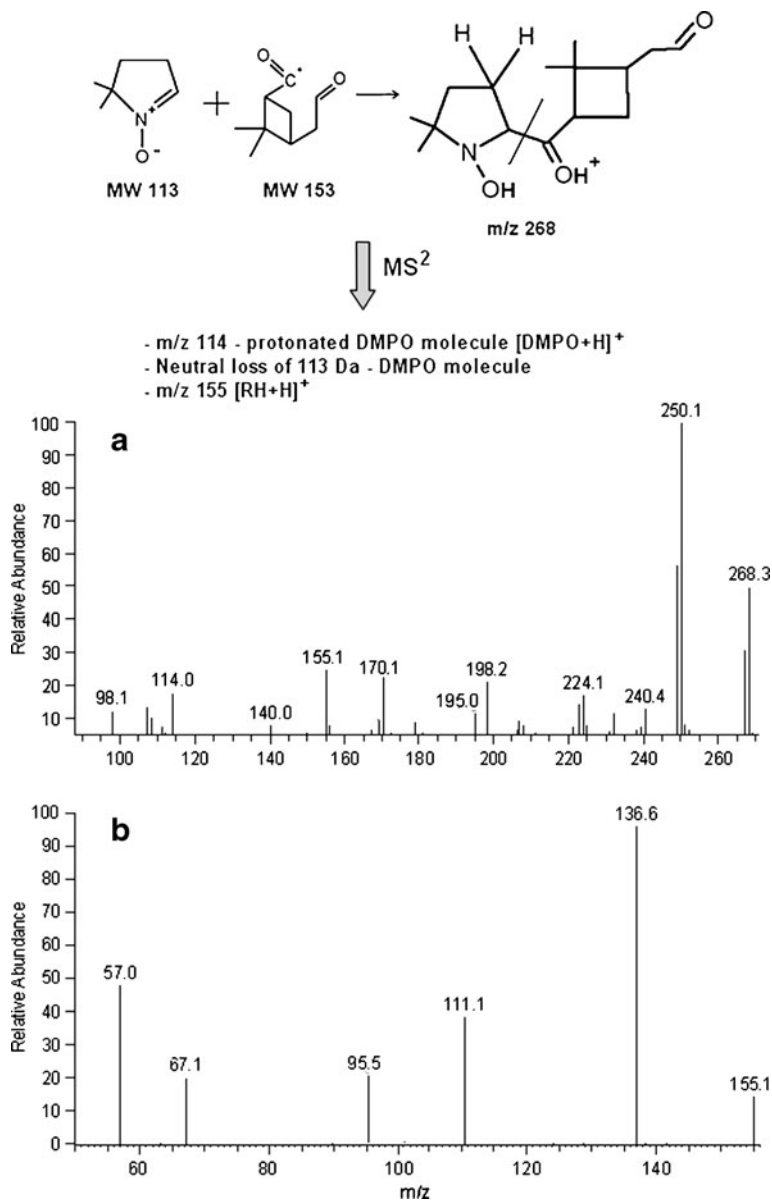 H H
O
O C• O
N+
O-
+
N
OH
OH+
MW 113
MW 153
m/z 268
MS2
- m/z 114 - protonated DMPO molecule [DMPO+H]+
- Neutral loss of 113 Da - DMPO molecule
- m/z 155 [RH+H]+
a
Relative Abundance
100
90
80
70
60
50
40
30
20
10
98.1
114.0
140.0
155.1
170.1
195.0
198.2
224.1
240.4
250.1
268.3
100 120 140 160 180 200 220 240 260
b
Relative Abundance
100
90
80
70
60
50
40
30
20
10
0
57.0
67.1
95.5
111.1
136.6
155.1
60 80 100 120 140
m/z